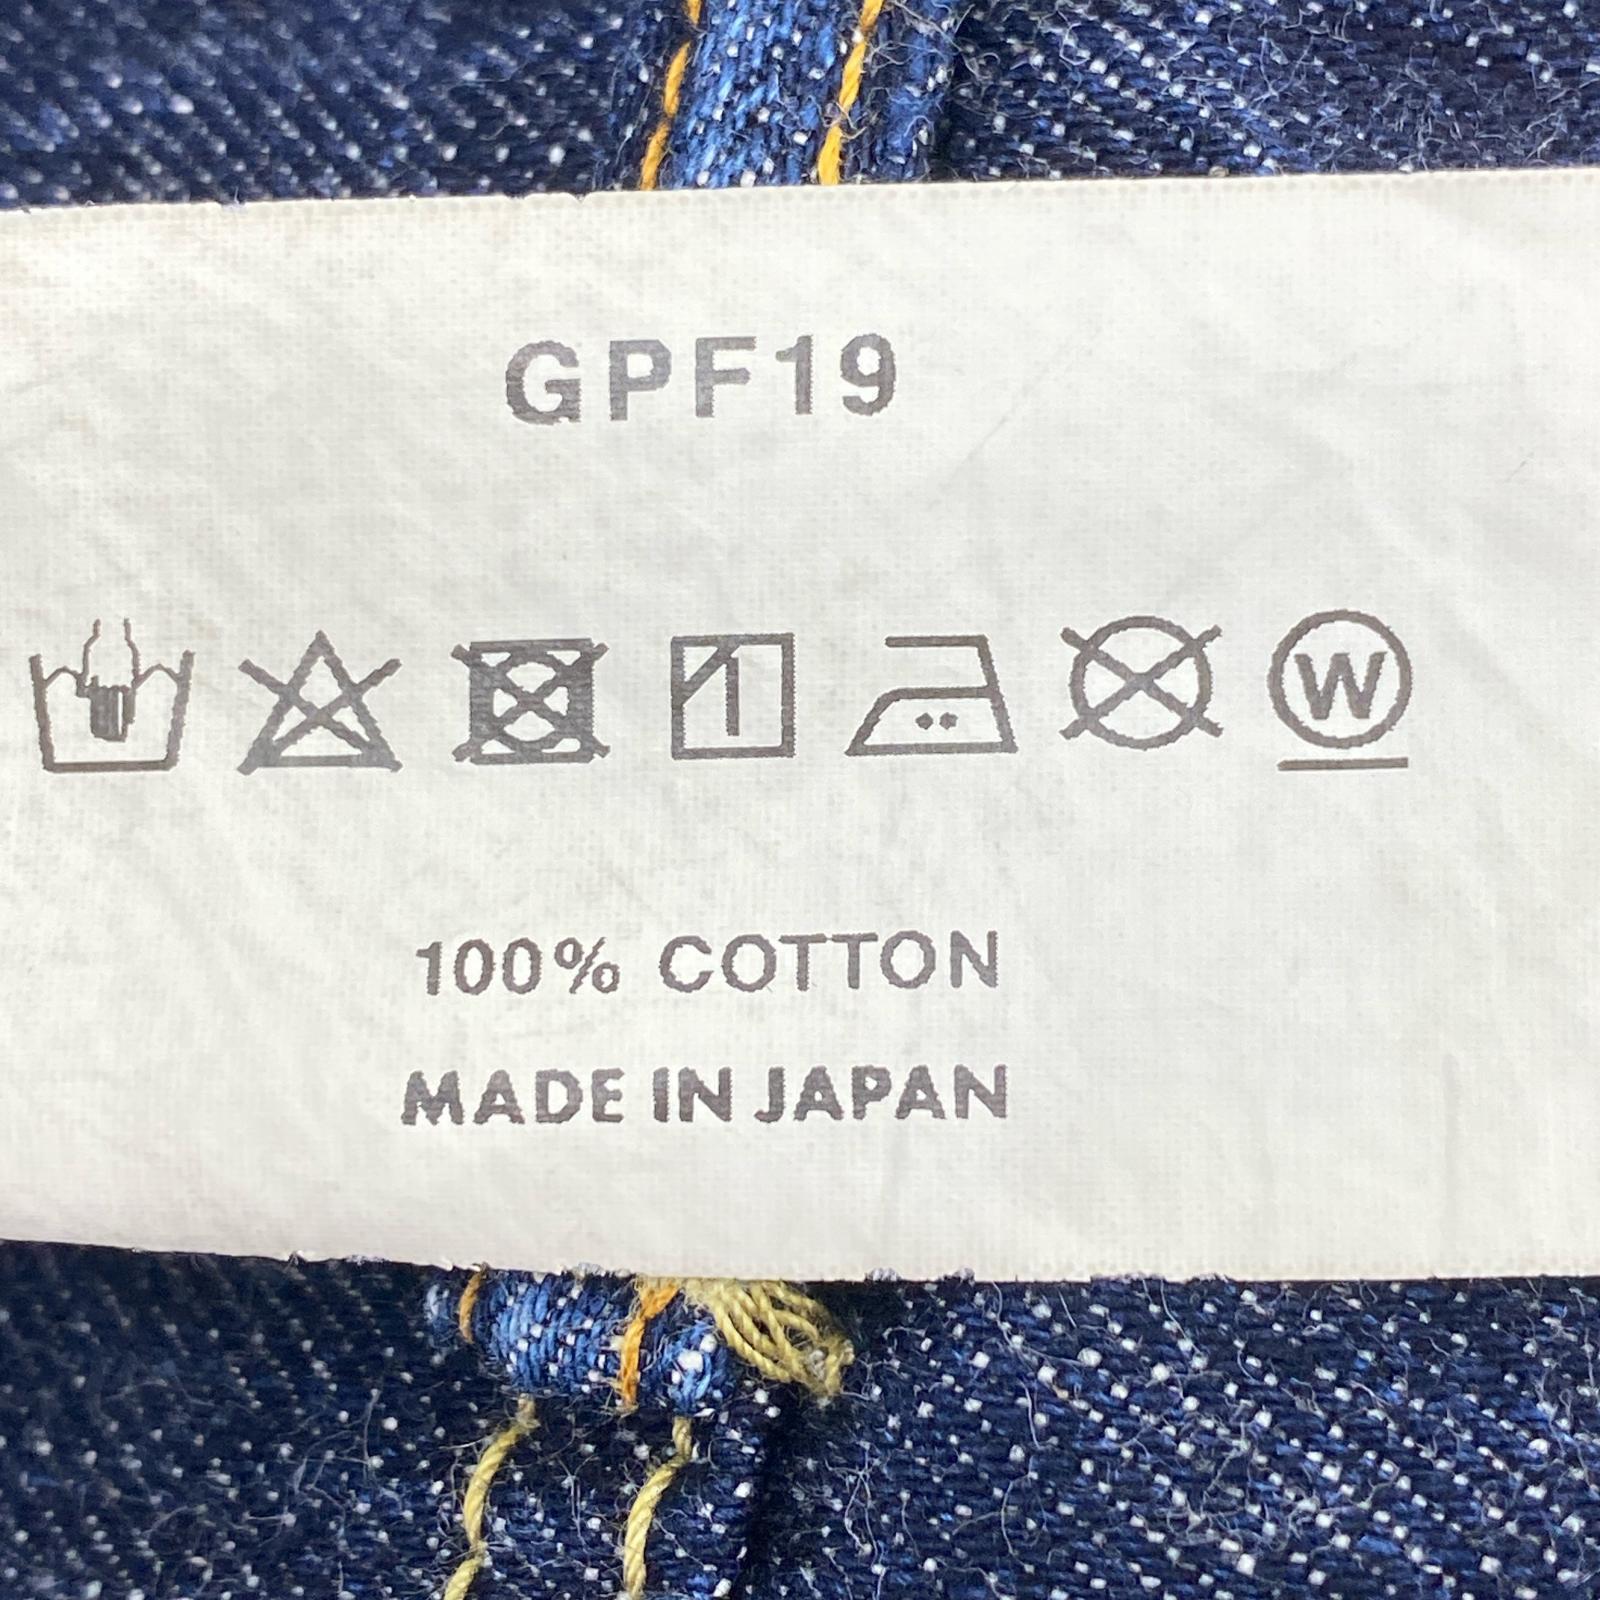 GPF19
W
100% COTTON
MADE IN JAPAN